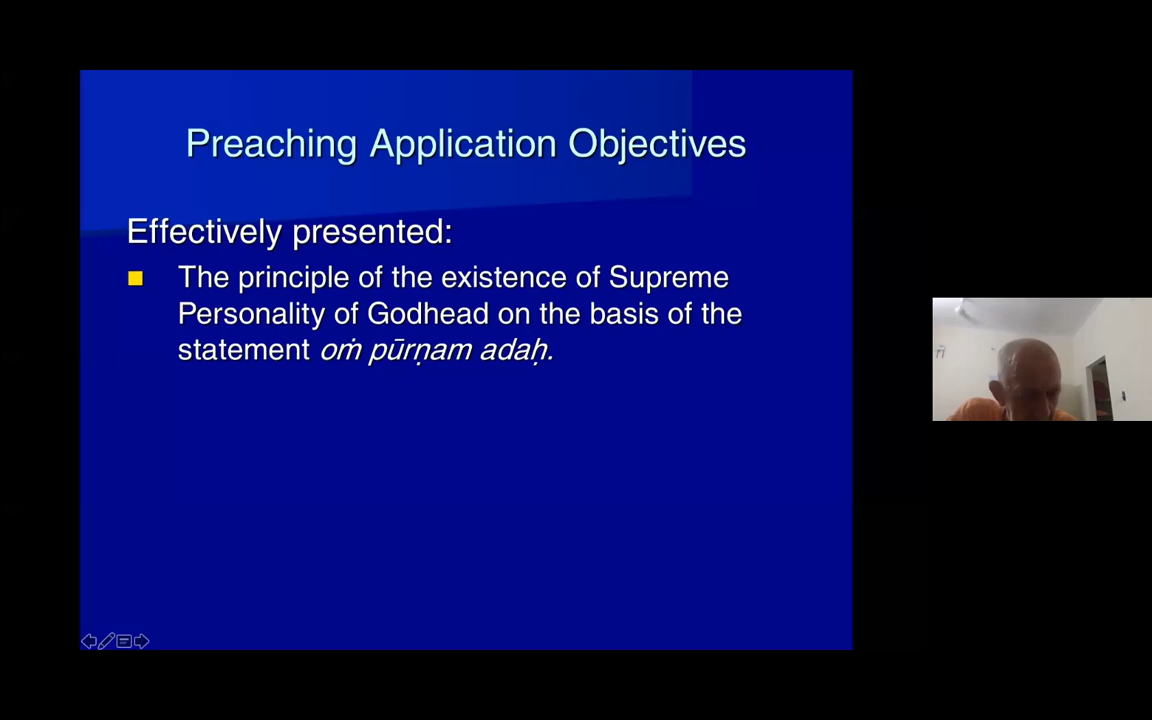 Preaching Application Objectives
Effectively presented:
The principle of the existence of Supreme
Personality of Godhead on the basis of the
statement oṁ pūrṇam adaḥ.